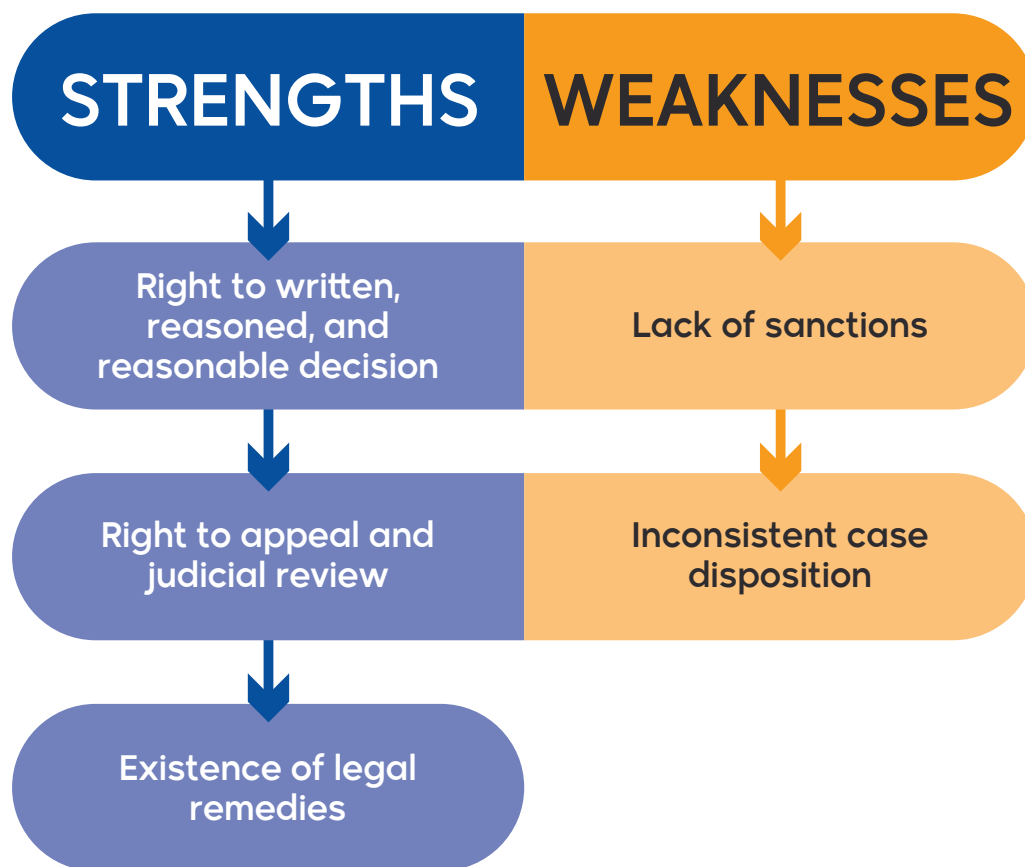 STRENGTHS
WEAKNESSES
Right to written,
reasoned, and
reasonable decision
Lack of sanctions
Right to appeal and
judicial review
Inconsistent case
disposition
Existence of legal
remedies